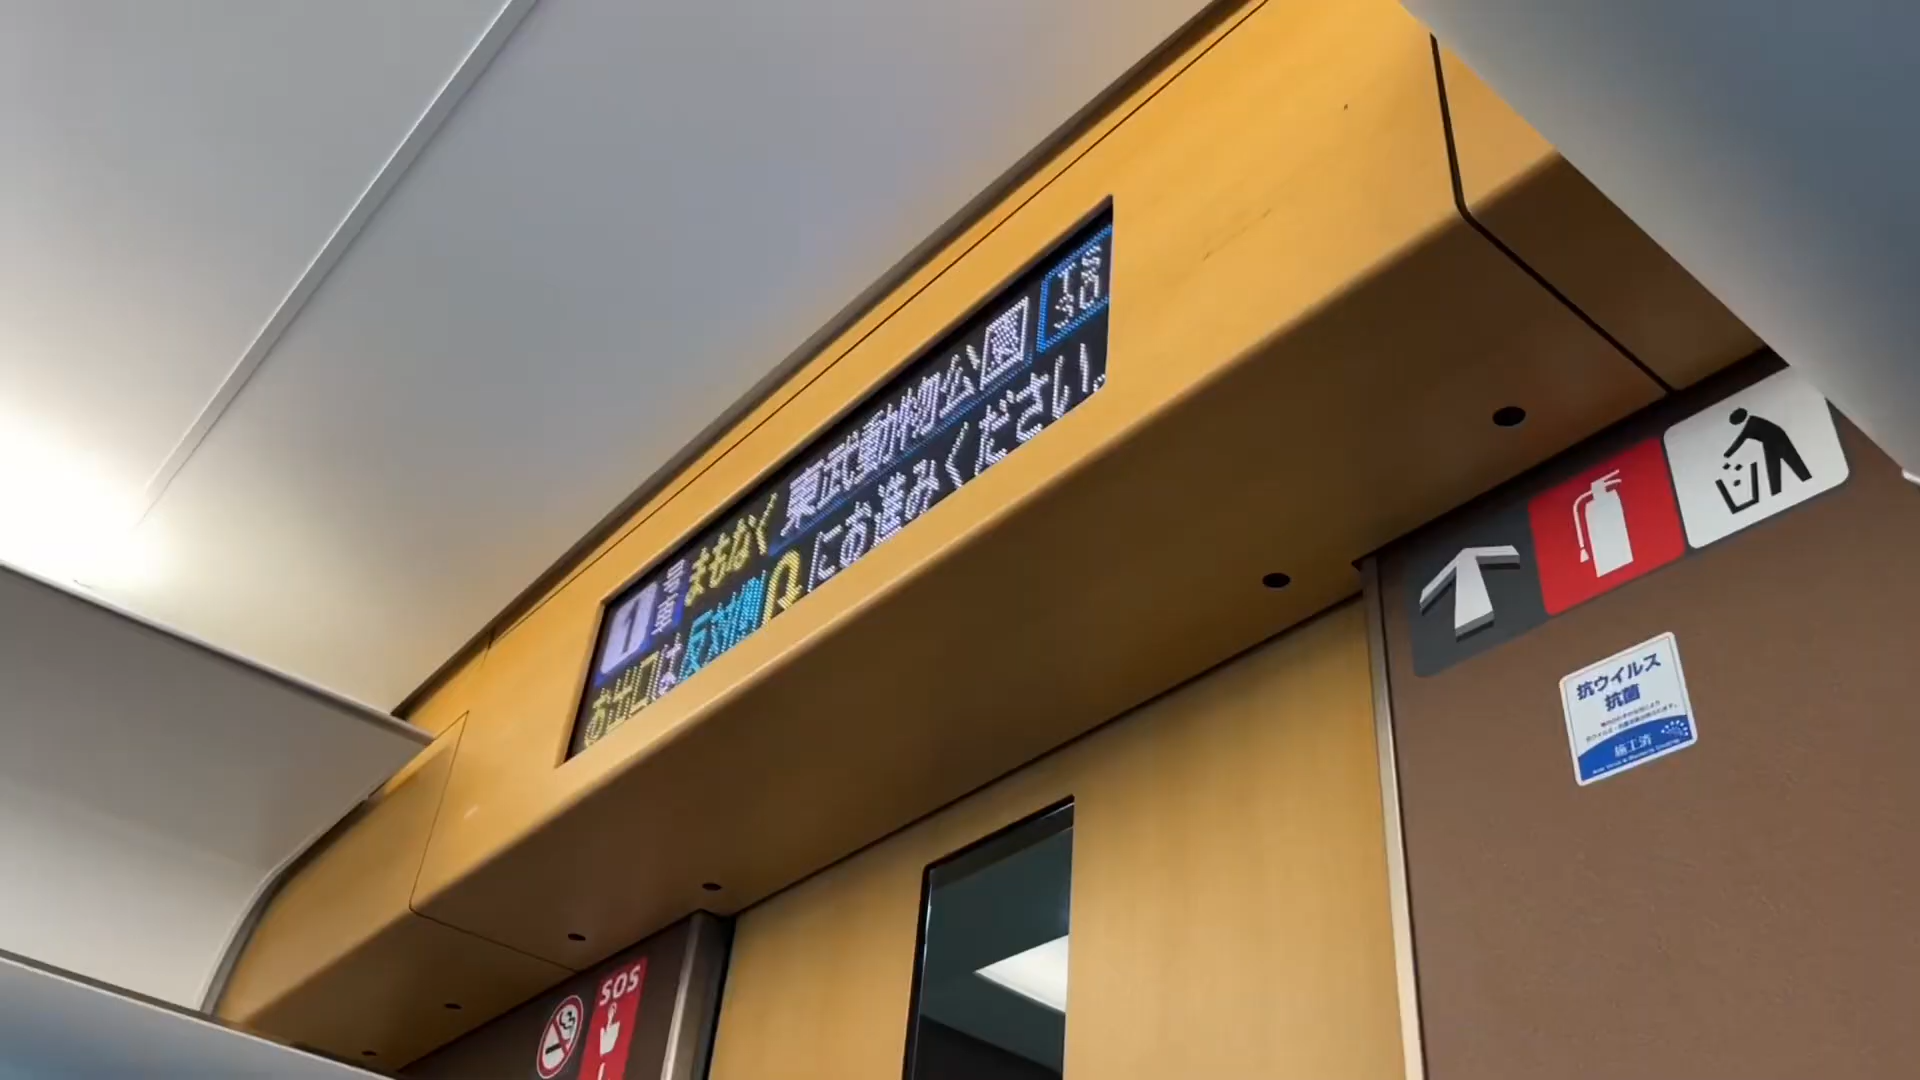 1 号車 まもなく 東武動物公園 TS 30
お出口は 反対側 にお進みください。
抗ウイルス
抗菌
施工済
SOS